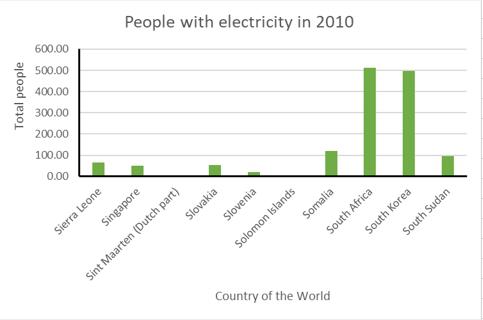 People with electricity in 2010
Total people
600.00
500.00
400.00
300.00
200.00
100.00
0.00
Sierra Leone
Singapore
Sint Maarten (Dutch part)
Slovakia
Slovenia
Solomon Islands
Somalia
South Africa
South Korea
South Sudan
Country of the World